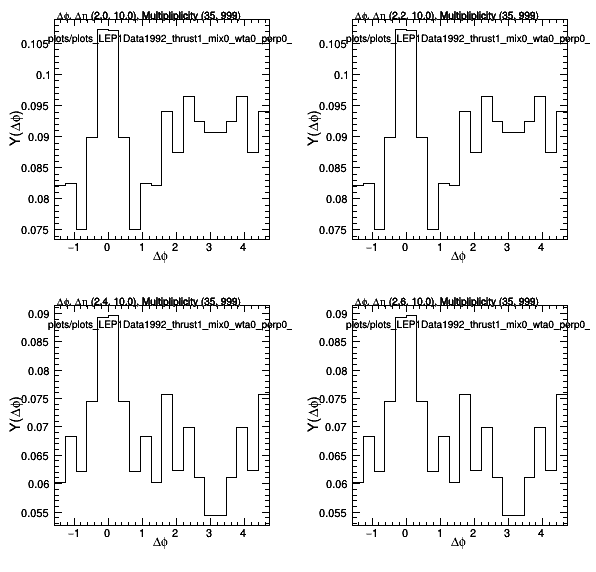 Δϕ, Δη (2.0, 10.0), Multipliplicity (35, 999)
plots/plots_LEP1Data1992_thrust1_mix0_wta0_perp0_
Y(Δϕ)
0.105
0.1
0.095
0.09
0.085
0.08
0.075
−1 0 1 2 3 4
Δϕ
Δϕ, Δη (2.2, 10.0), Multipliplicity (35, 999)
plots/plots_LEP1Data1992_thrust1_mix0_wta0_perp0_
Y(Δϕ)
0.105
0.1
0.095
0.09
0.085
0.08
0.075
−1 0 1 2 3 4
Δϕ
Δϕ, Δη (2.4, 10.0), Multipliplicity (35, 999)
plots/plots_LEP1Data1992_thrust1_mix0_wta0_perp0_
Y(Δϕ)
0.09
0.085
0.08
0.075
0.07
0.065
0.06
0.055
−1 0 1 2 3 4
Δϕ
Δϕ, Δη (2.6, 10.0), Multipliplicity (35, 999)
plots/plots_LEP1Data1992_thrust1_mix0_wta0_perp0_
Y(Δϕ)
0.09
0.085
0.08
0.075
0.07
0.065
0.06
0.055
−1 0 1 2 3 4
Δϕ